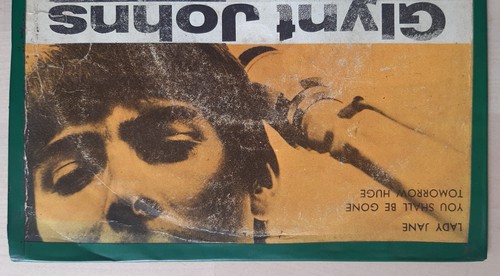 LADY JANE
YOU SHALL BE GONE
TOMORROW HUGE
Glynt Johns